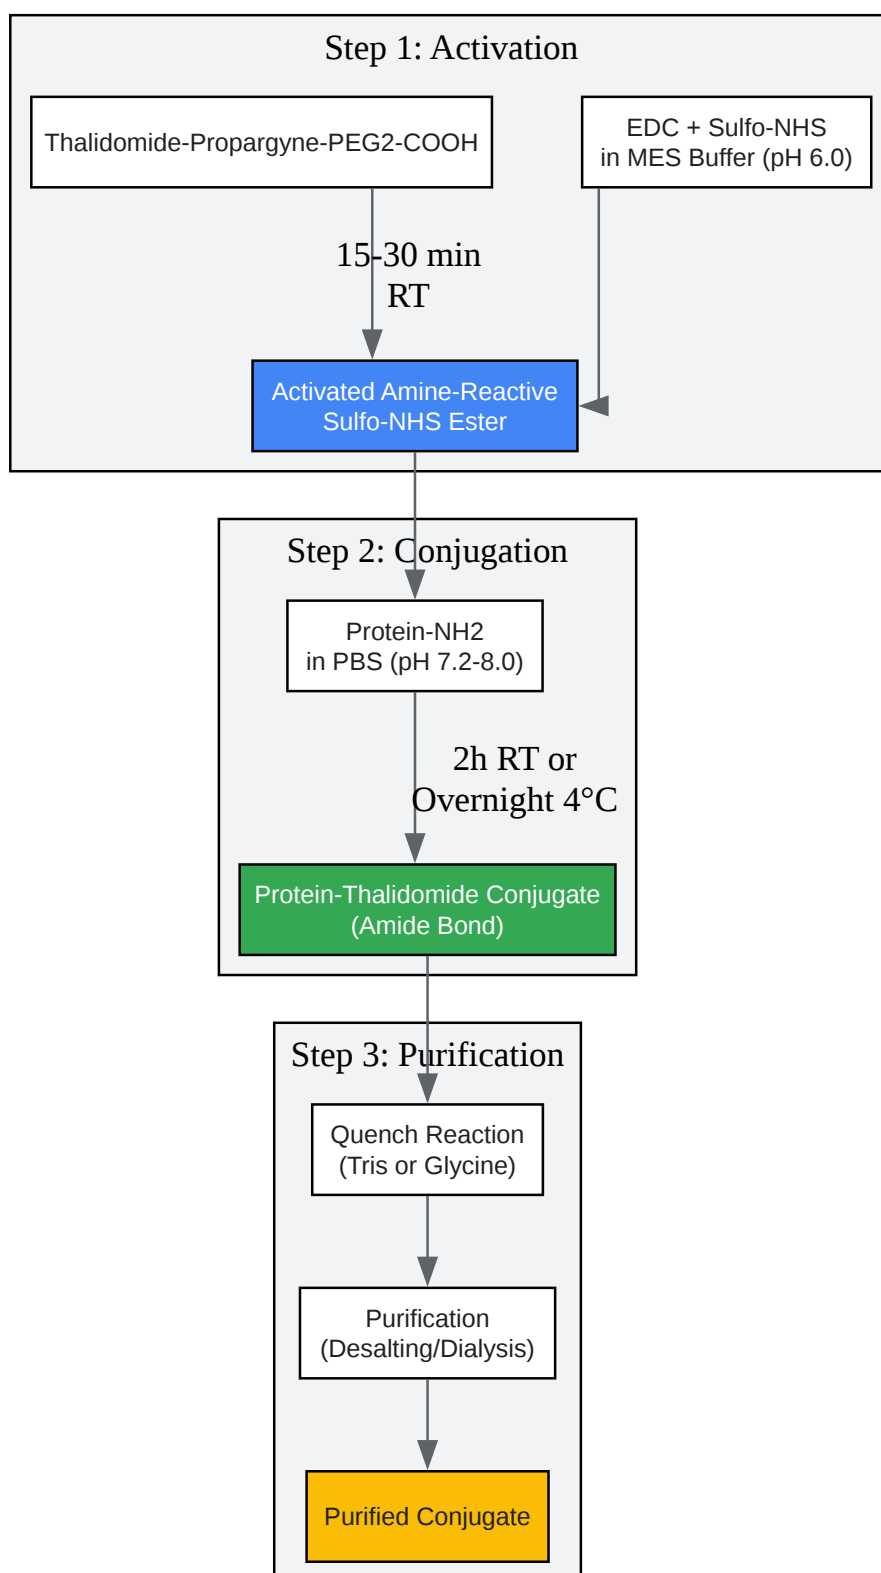 Step 1: Activation
Thalidomide-Propargyne-PEG2-COOH
EDC + Sulfo-NHS
in MES Buffer (pH 6.0)
15-30 min
RT
Activated Amine-Reactive
Sulfo-NHS Ester
Step 2: Conjugation
Protein-NH2
in PBS (pH 7.2-8.0)
2h RT or
Overnight 4°C
Protein-Thalidomide Conjugate
(Amide Bond)
Step 3: Purification
Quench Reaction
(Tris or Glycine)
Purification
(Desalting/Dialysis)
Purified Conjugate